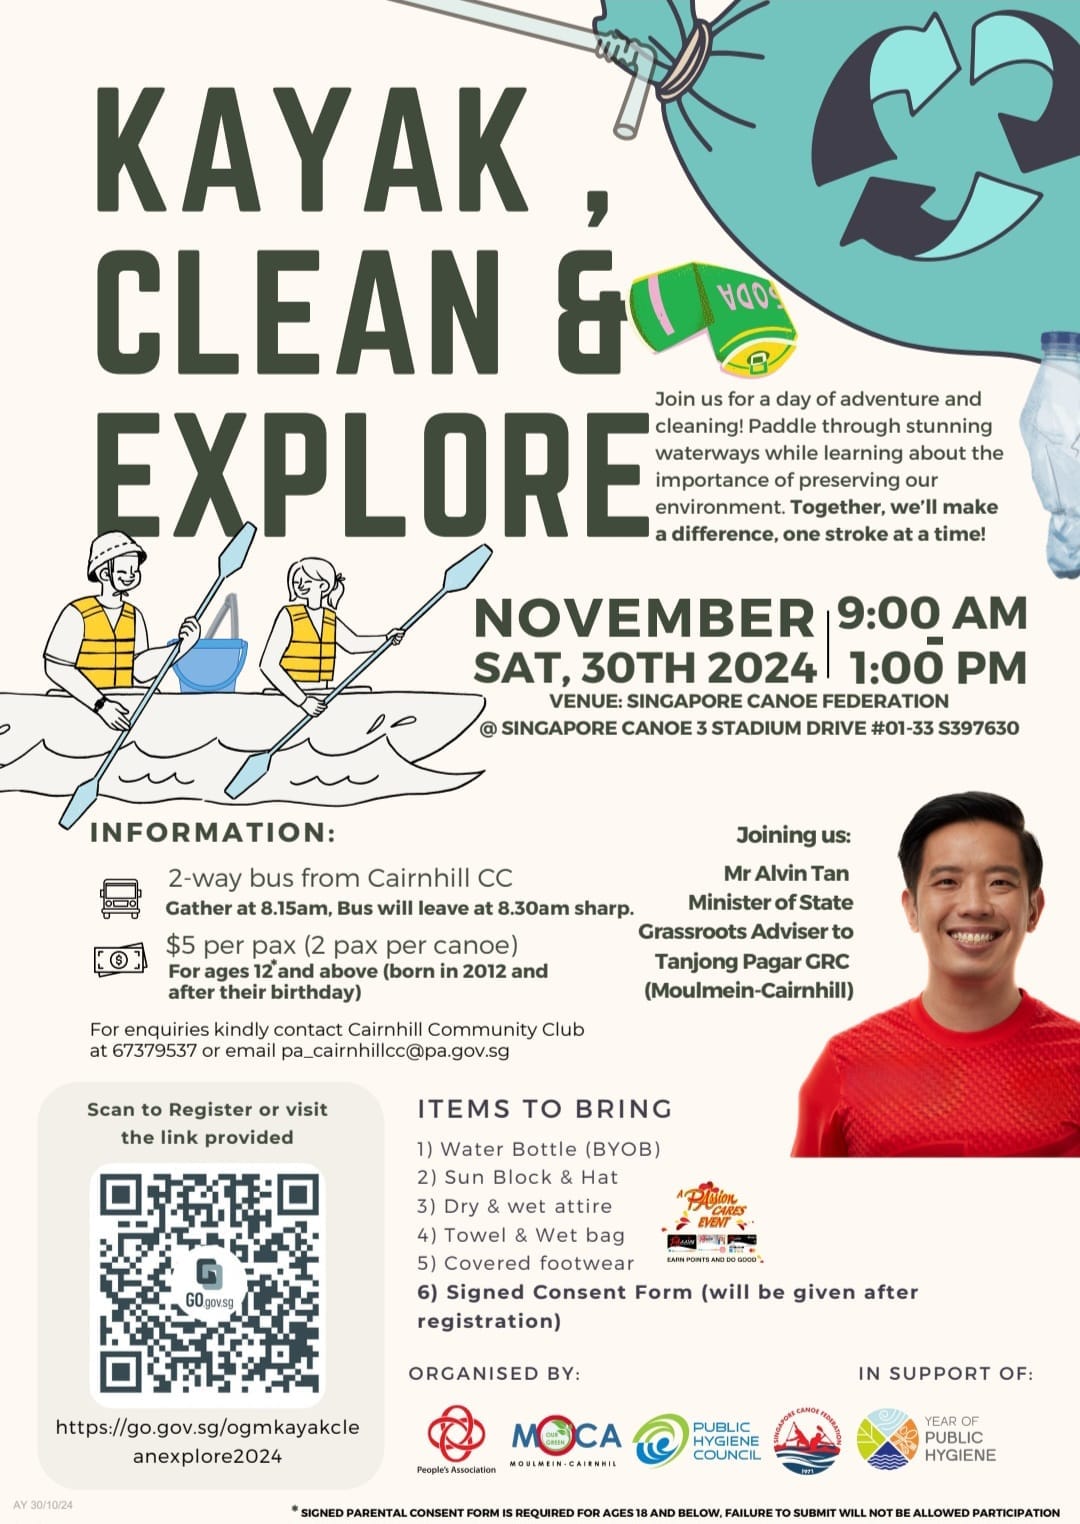 KAYAK ,
CLEAN &
EXPLORE
SODA
Join us for a day of adventure and
cleaning! Paddle through stunning
waterways while learning about the
importance of preserving our
environment. Together, we'll make
a difference, one stroke at a time!
NOVEMBER
SAT, 30TH 2024
9:00 AM
-
1:00 PM
VENUE: SINGAPORE CANOE FEDERATION
@ SINGAPORE CANOE 3 STADIUM DRIVE #01-33 S397630
INFORMATION:
2-way bus from Cairnhill CC
Gather at 8.15am, Bus will leave at 8.30am sharp.
$5 per pax (2 pax per canoe)
For ages 12*and above (born in 2012 and
after their birthday)
For enquiries kindly contact Cairnhill Community Club
at 67379537 or email pa_cairnhillcc@pa.gov.sg
Joining us:
Mr Alvin Tan
Minister of State
Grassroots Adviser to
Tanjong Pagar GRC
(Moulmein-Cairnhill)
Scan to Register or visit
the link provided
GO.gov.sg
https://go.gov.sg/ogmkayakcle
anexplore2024
ITEMS TO BRING
1) Water Bottle (BYOB)
2) Sun Block & Hat
3) Dry & wet attire
4) Towel & Wet bag
5) Covered footwear
6) Signed Consent Form (will be given after
registration)
A PAssion
CARES
EVENT
EARN POINTS AND DO GOOD
ORGANISED BY:
People's Association
MOCA
OUR
GREEN
MOULMEIN-CAIRNHIL
PUBLIC
HYGIENE
COUNCIL
SINGAPORE CANOE FEDERATION
1971
IN SUPPORT OF:
YEAR OF
PUBLIC
HYGIENE
AY 30/10/24
* SIGNED PARENTAL CONSENT FORM IS REQUIRED FOR AGES 18 AND BELOW, FAILURE TO SUBMIT WILL NOT BE ALLOWED PARTICIPATION